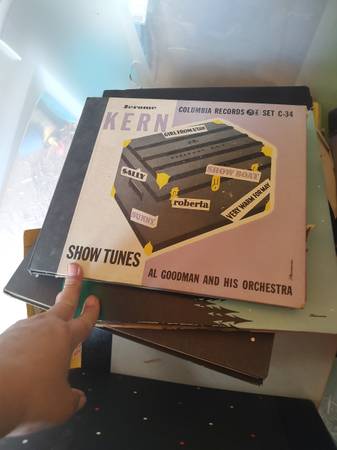 Jerome
KERN
COLUMBIA RECORDS SET C-34
GIRL FROM UTAH
SALLY
SHOW BOAT
roberta
VERY WARM FOR MAY
SUNNY
SHOW TUNES
AL GOODMAN AND HIS ORCHESTRA